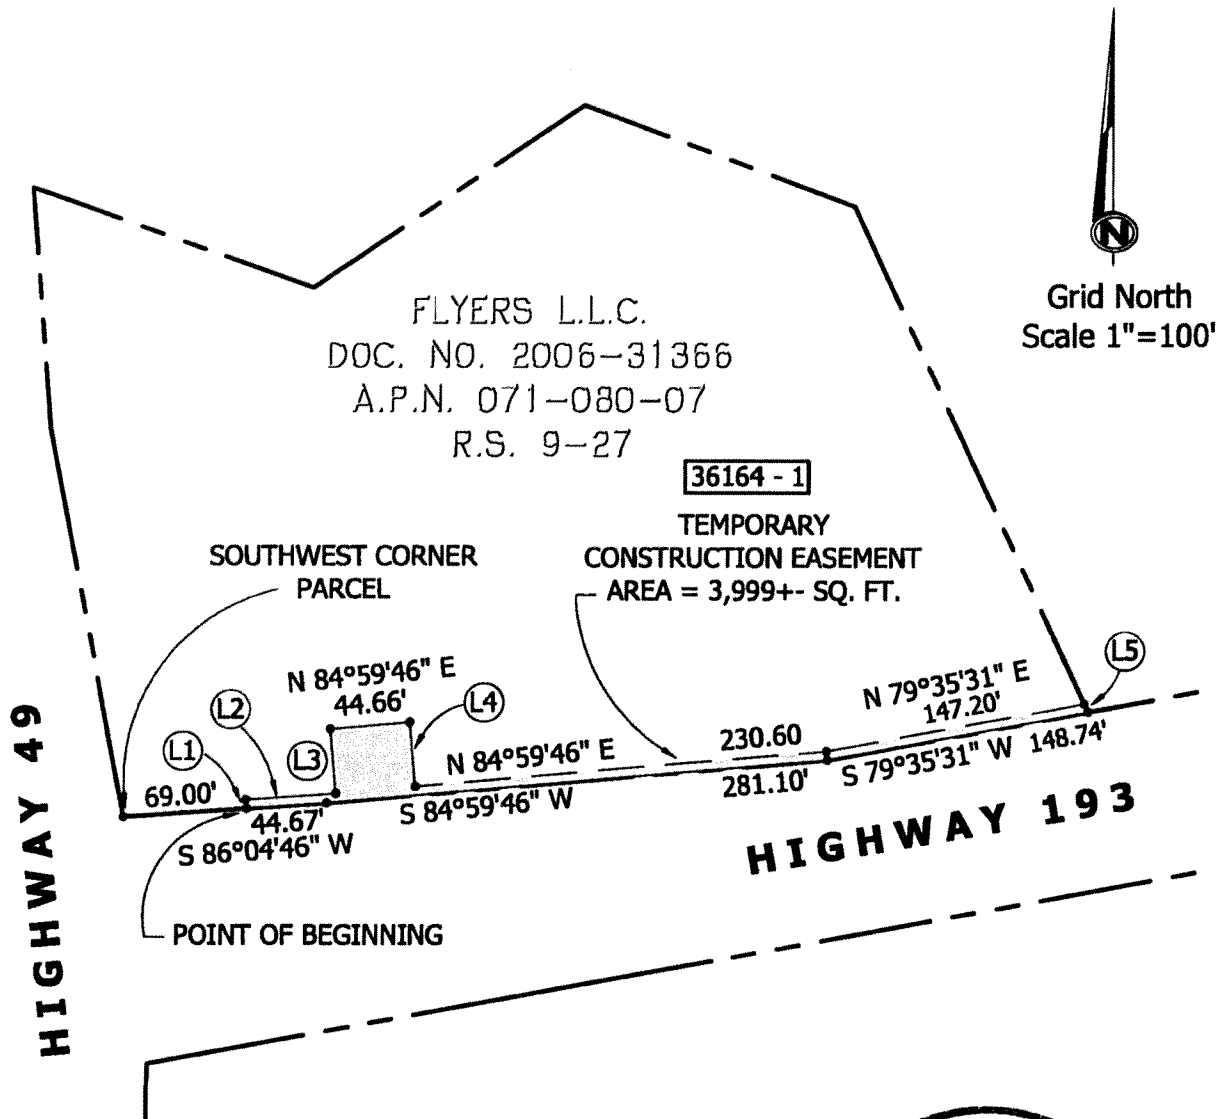 N
Grid North
Scale 1"=100'
FLYERS L.L.C.
DOC. NO. 2006-31366
A.P.N. 071-080-07
R.S. 9-27
36164 - 1
TEMPORARY
CONSTRUCTION EASEMENT
AREA = 3,999+- SQ. FT.
SOUTHWEST CORNER
PARCEL
L5
N 84°59'46" E
44.66'
L4
L2
L1
L3
N 79°35'31" E
147.20'
N 84°59'46" E
230.60
S 79°35'31" W
148.74'
69.00'
281.10'
S 84°59'46" W
44.67'
S 86°04'46" W
HIGHWAY 193
HIGHWAY 49
POINT OF BEGINNING